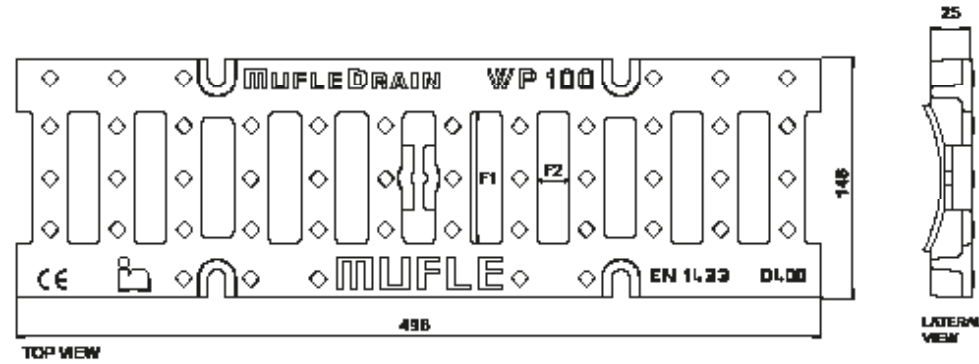 25
MUFLEDRAIN WP 100
F1 F2
148
CE MUFLE EN 1433 D400
498
TOP VIEW
LATERAL VIEW